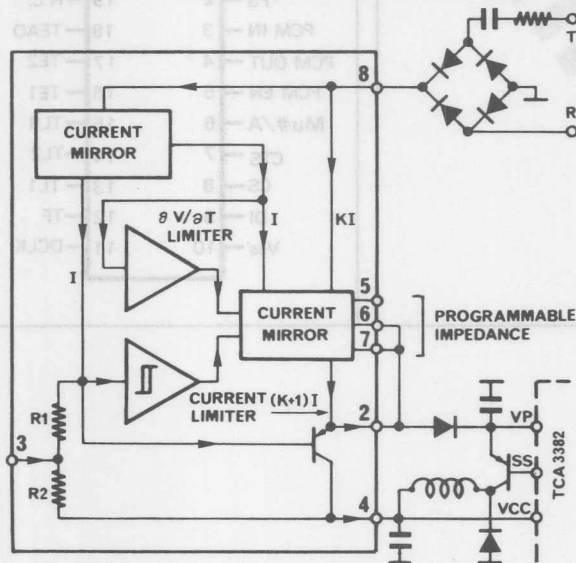 T
8
R
CURRENT
MIRROR
∂ V/∂T
LIMITER
I
KI
I
CURRENT
MIRROR
5
6
7
PROGRAMMABLE
IMPEDANCE
CURRENT
LIMITER
(K+1) I
R1
3
R2
2
VP
SS
TCA 3382
4
VCC